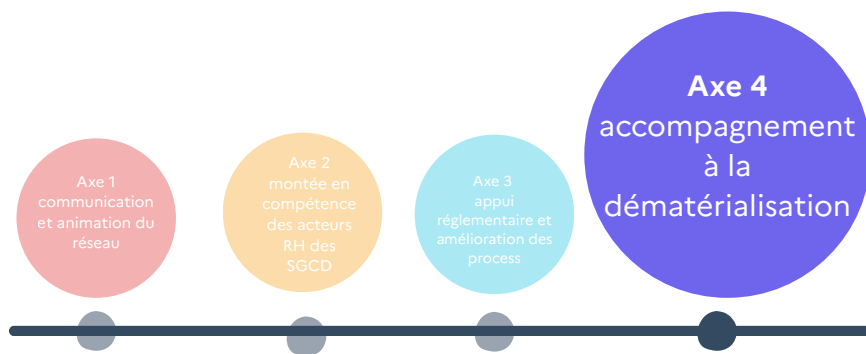 Axe 1
communication
et animation du
réseau
Axe 2
montée en
compétence
des acteurs
RH des
SGCD
Axe 3
appui
réglementaire et
amélioration des
process
Axe 4
accompagnement
à la
dématérialisation